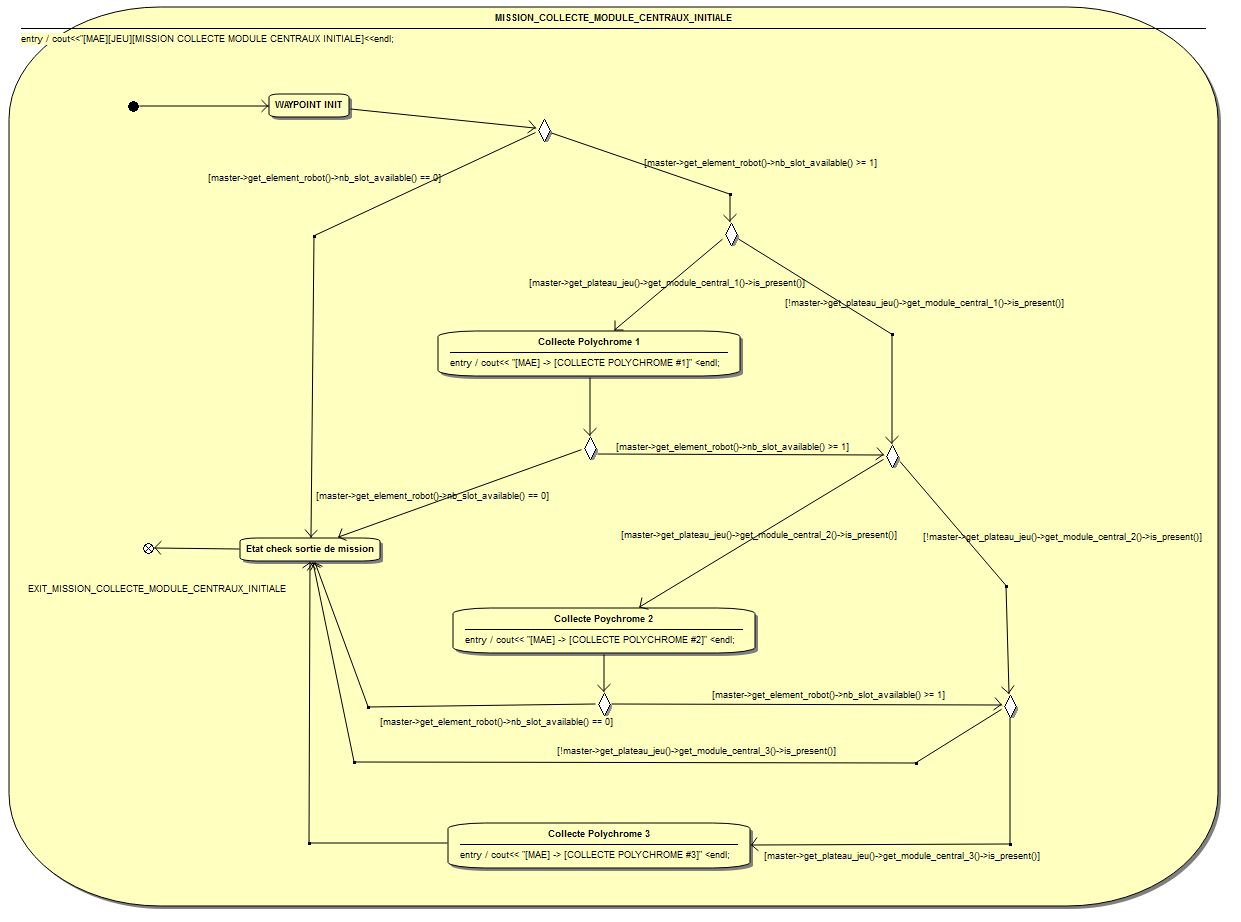 MISSION_COLLECTE_MODULE_CENTRAUX_INITIALE
entry / cout<<"[MAE][JEU][MISSION COLLECTE MODULE CENTRAUX INITIALE]<<endl;
WAYPOINT INIT
[master->get_element_robot()->nb_slot_available() >= 1]
[master->get_element_robot()->nb_slot_available() == 0]
[master->get_plateau_jeu()->get_module_central_1()->is_present()]
[!master->get_plateau_jeu()->get_module_central_1()->is_present()]
Collecte Polychrome 1
entry / cout<< "[MAE] -> [COLLECTE POLYCHROME #1]" <endl;
[master->get_element_robot()->nb_slot_available() >= 1]
[master->get_element_robot()->nb_slot_available() == 0]
[master->get_plateau_jeu()->get_module_central_2()->is_present()]
[!master->get_plateau_jeu()->get_module_central_2()->is_present()]
Etat check sortie de mission
EXIT_MISSION_COLLECTE_MODULE_CENTRAUX_INITIALE
Collecte Poychrome 2
entry / cout<< "[MAE] -> [COLLECTE POLYCHROME #2]" <endl;
[master->get_element_robot()->nb_slot_available() >= 1]
[master->get_element_robot()->nb_slot_available() == 0]
[!master->get_plateau_jeu()->get_module_central_3()->is_present()]
Collecte Polychrome 3
entry / cout<< "[MAE] -> [COLLECTE POLYCHROME #3]" <endl;
[master->get_plateau_jeu()->get_module_central_3()->is_present()]